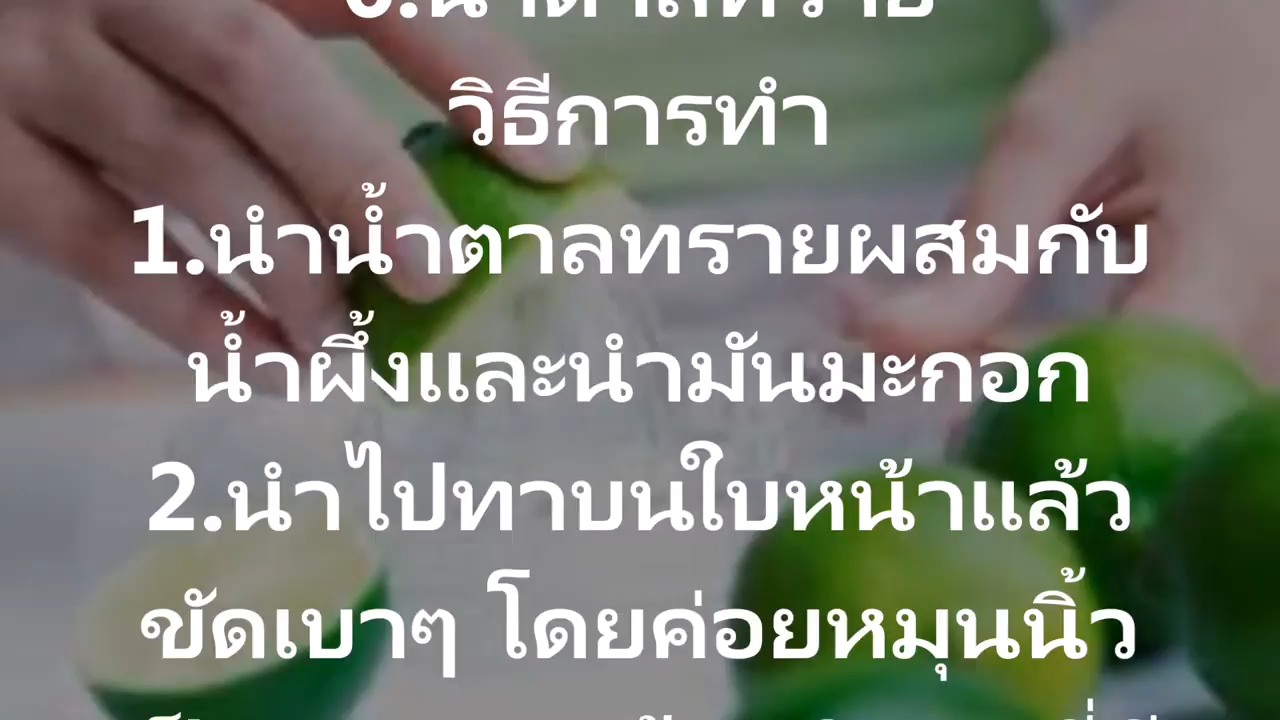 วิธีการทำ
1.นำน้ำตาลทรายผสมกับ
น้ำผึ้งและนำมันมะกอก
2.นำไปทาบนใบหน้าแล้ว
ขัดเบาๆ โดยค่อยหมุนนิ้ว